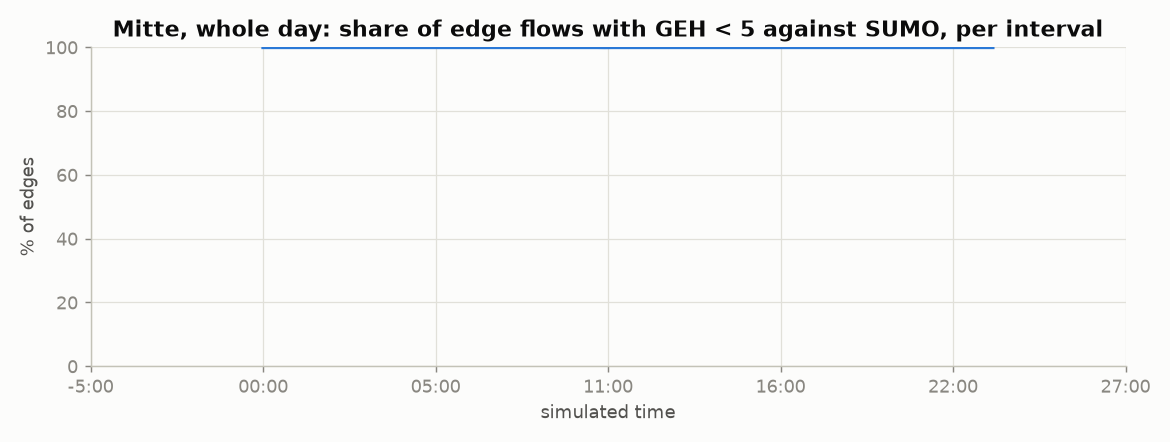 Mitte, whole day: share of edge flows with GEH < 5 against SUMO, per interval
100
80
60
40
20
0
% of edges
-5:00 00:00 05:00 11:00 16:00 22:00 27:00
simulated time